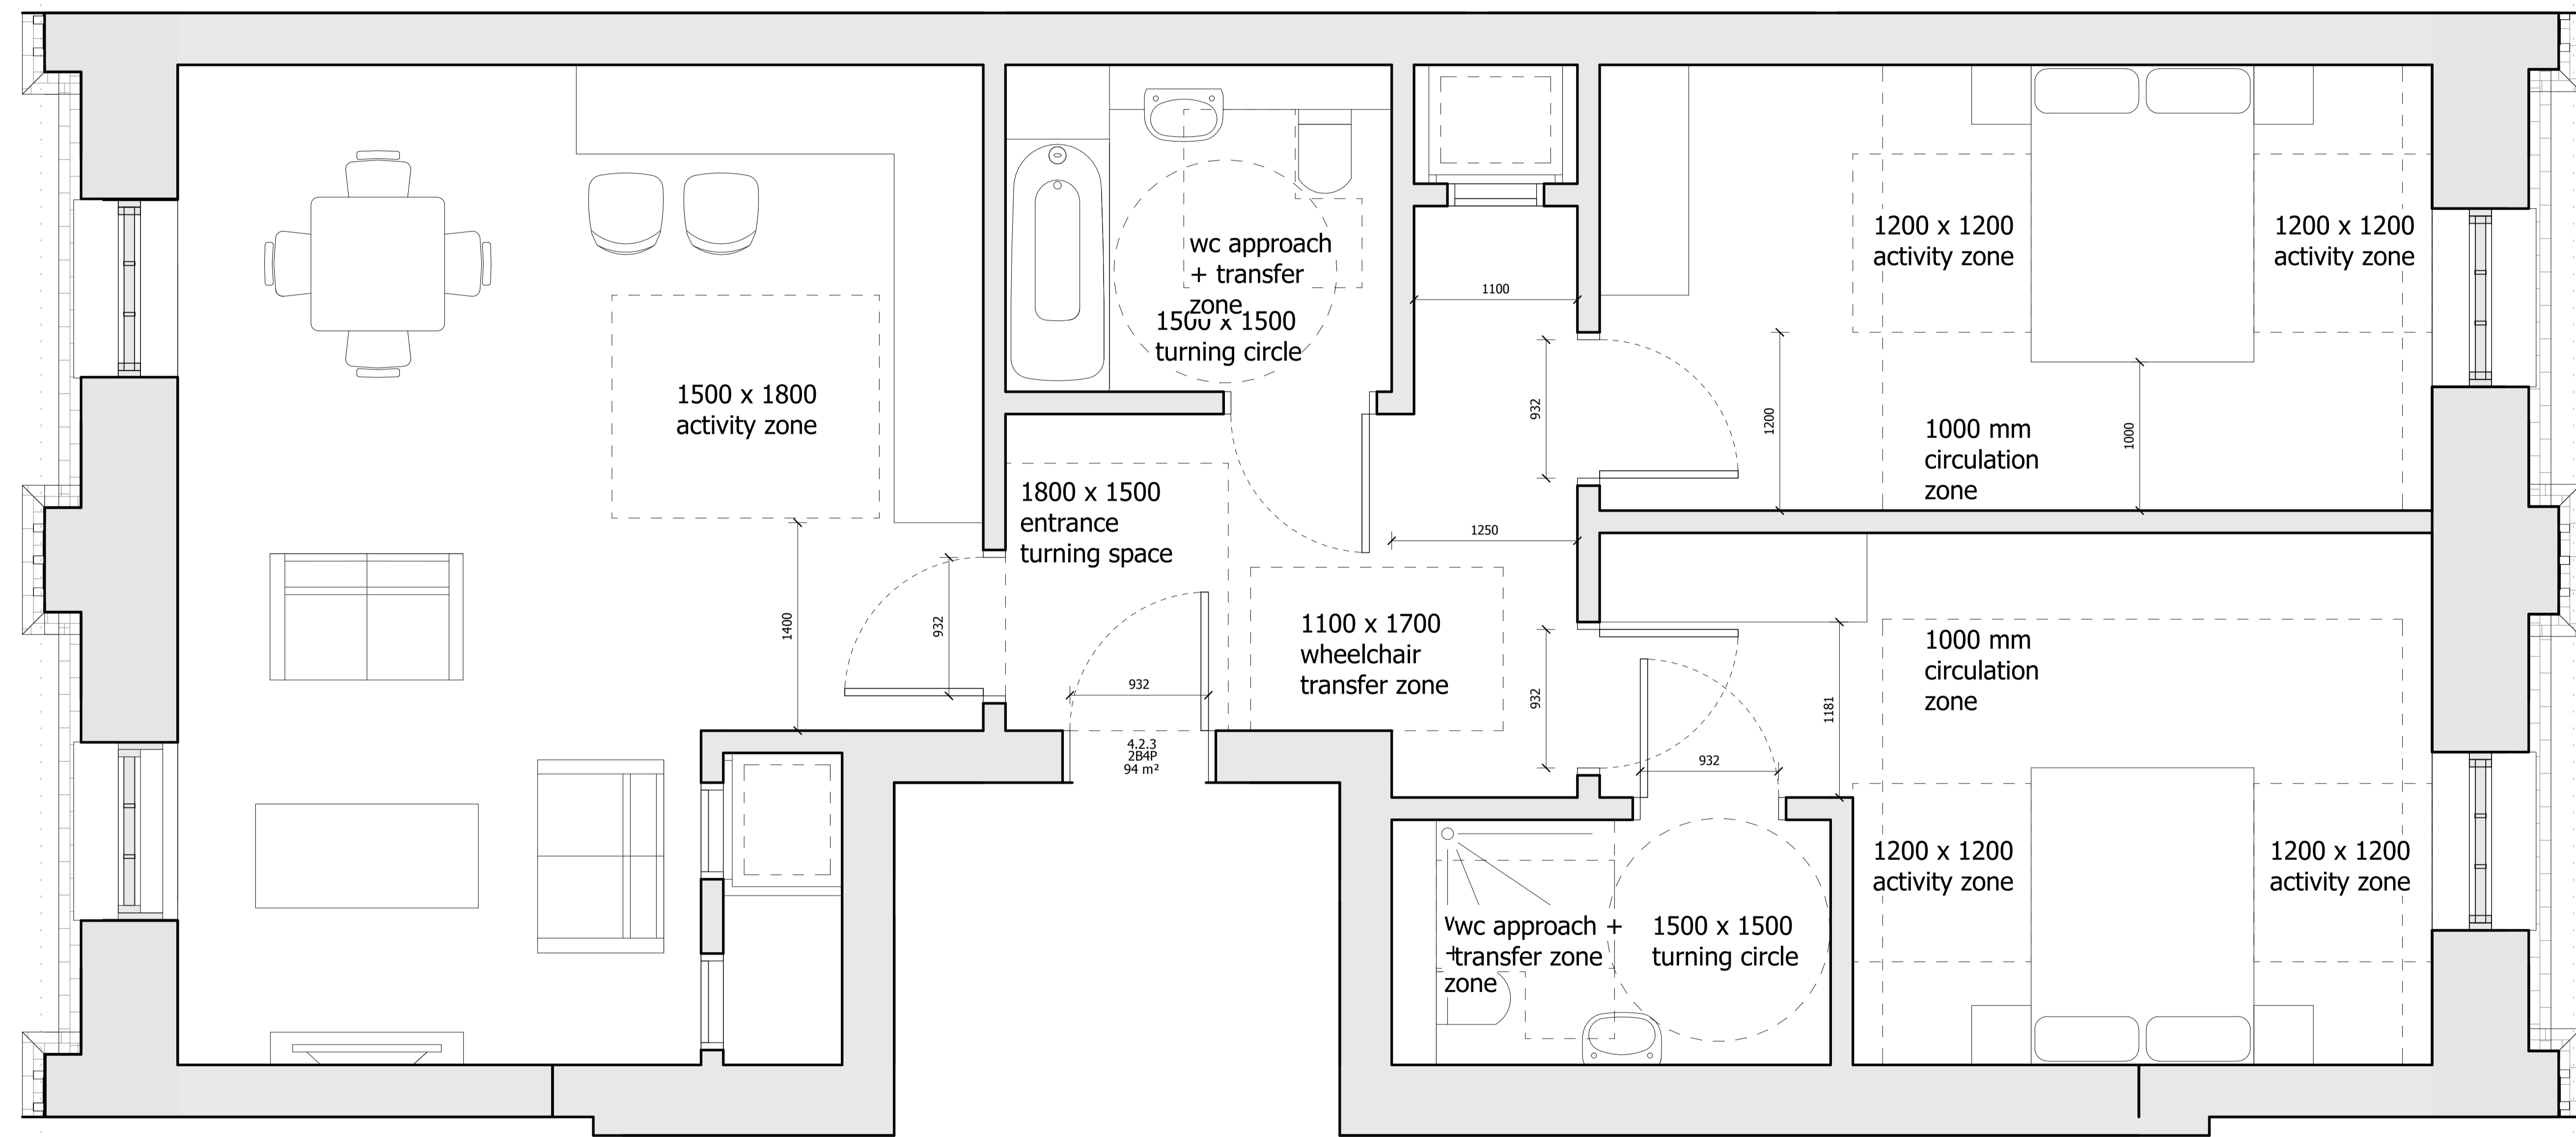 1500 x 1800
activity zone
1400
932
wc approach
+ transfer
zone
1500 x 1500
turning circle
1800 x 1500
entrance
turning space
932
4.2.3
2B4P
94 m²
1100
932
1250
1100 x 1700
wheelchair
transfer zone
932
1200 x 1200
activity zone
1200 x 1200
activity zone
1200
1000 mm
circulation
zone
1000
1000 mm
circulation
zone
1181
932
1200 x 1200
activity zone
1200 x 1200
activity zone
wc approach +
transfer zone
zone
1500 x 1500
turning circle